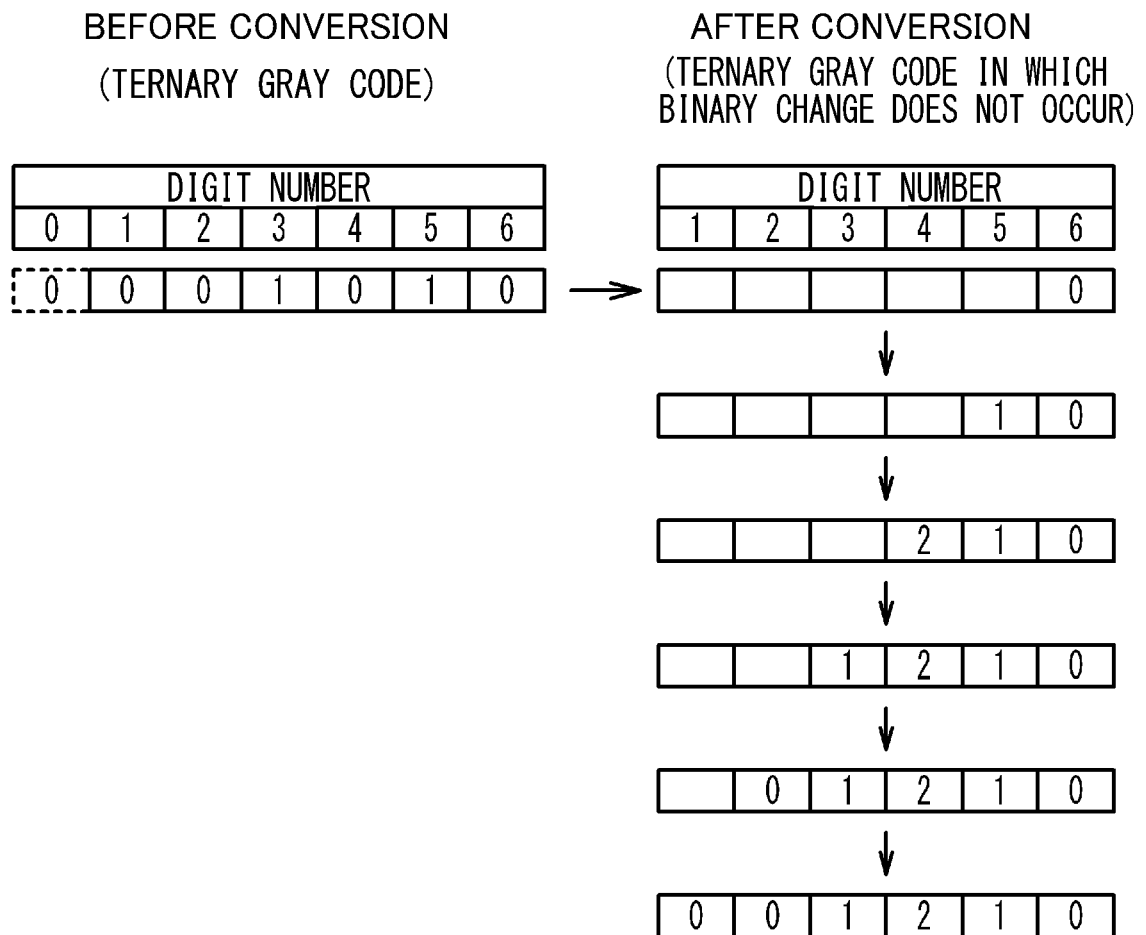 BEFORE CONVERSION
(TERNARY GRAY CODE)
AFTER CONVERSION
(TERNARY GRAY CODE IN WHICH
BINARY CHANGE DOES NOT OCCUR)
DIGIT NUMBER
0 1 2 3 4 5 6
0 0 0 1 0 1 0
DIGIT NUMBER
1 2 3 4 5 6
0
1 0
2 1 0
1 2 1 0
0 1 2 1 0
0 0 1 2 1 0